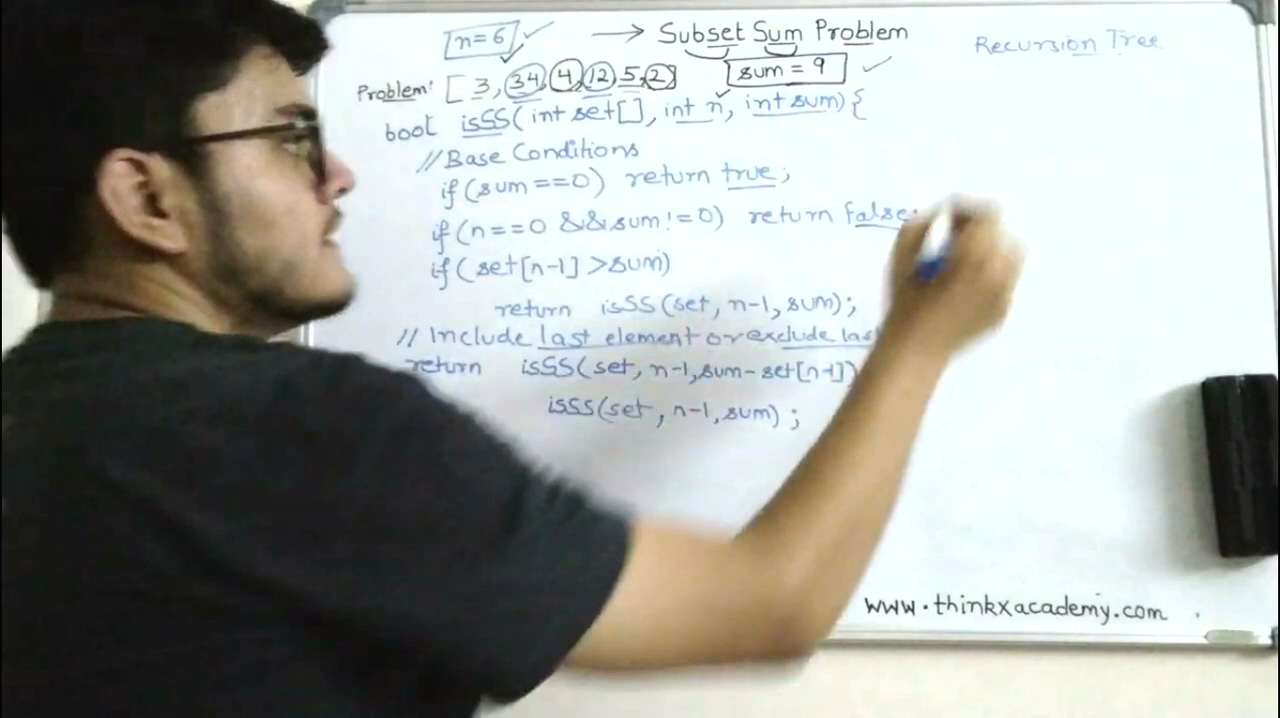 n=6 → Subset Sum Problem
Recursion Tree
Problem: [ 3, 34, 4, 12, 5, 2] sum = 9
bool isSS(int set[], int n, int sum) {
// Base Conditions
if (sum==0) return true;
if (n==0 && sum!=0) return false;
if (set[n-1] >sum)
return isSS(set, n-1, sum);
// Include last element or exclude
return isSS(set, n-1, sum-set[n-1])
isSS(set, n-1, sum) ;
www.thinkxacademy.com